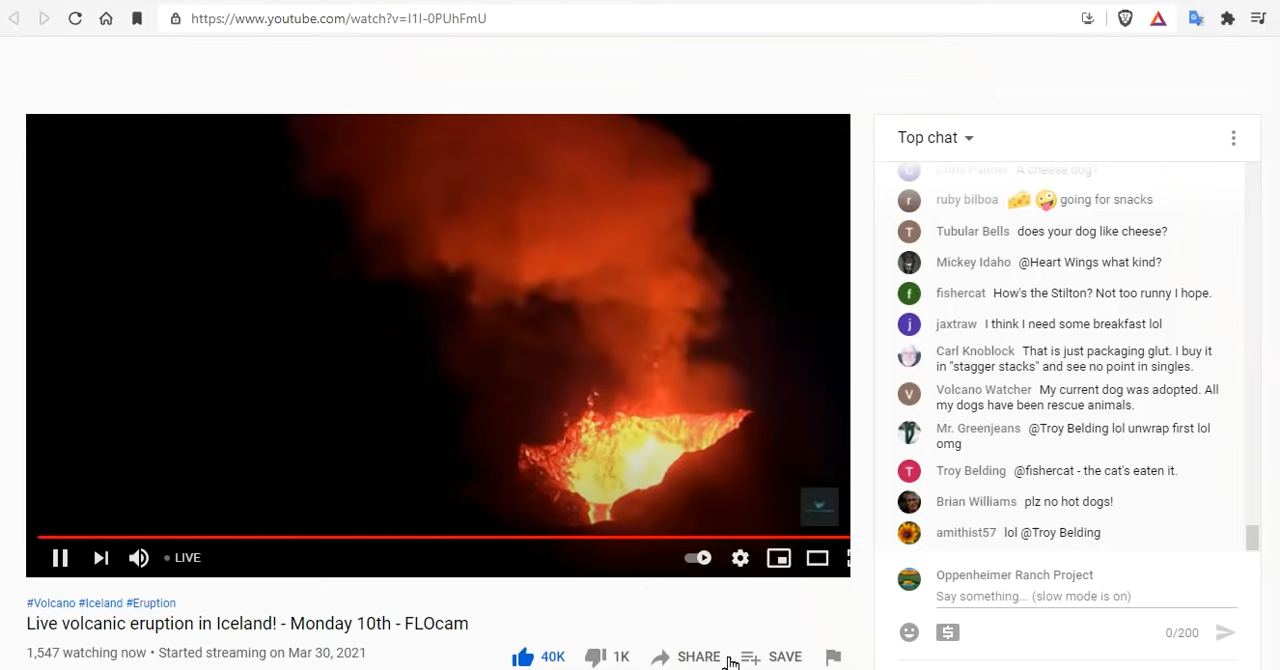 https://www.youtube.com/watch?v=I1I-0PUhFmU
Top chat
Chris Palmer A cheese dog?
ruby bilboa 🧀 🤪 going for snacks
Tubular Bells does your dog like cheese?
Mickey Idaho @Heart Wings what kind?
fishercat How's the Stilton? Not too runny I hope.
jaxtraw I think I need some breakfast lol
Carl Knoblock That is just packaging glut. I buy it
in "stagger stacks" and see no point in singles.
Volcano Watcher My current dog was adopted. All
my dogs have been rescue animals.
Mr. Greenjeans @Troy Belding lol unwrap first lol
omg
Troy Belding @fishercat - the cat's eaten it.
Brian Williams plz no hot dogs!
amithist57 lol @Troy Belding
Oppenheimer Ranch Project
Say something... (slow mode is on)
0/200
LIVE
#Volcano #Iceland #Eruption
Live volcanic eruption in Iceland! - Monday 10th - FLOcam
1,547 watching now • Started streaming on Mar 30, 2021
40K 1K SHARE SAVE